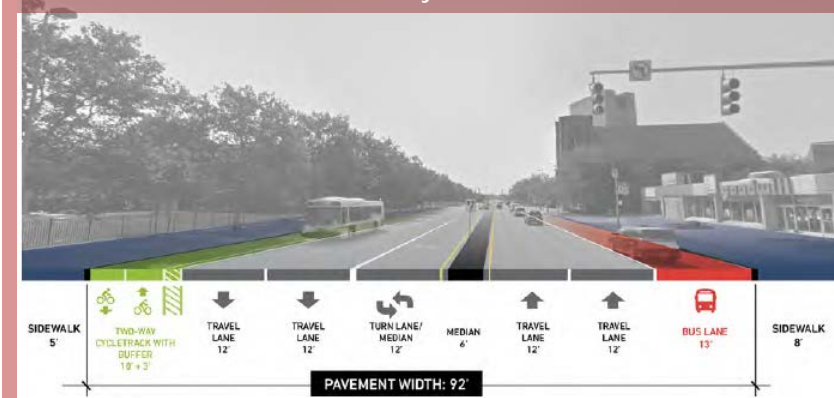 SIDEWALK
5'
TWO-WAY
CYCLETRACK WITH
BUFFER
10' + 3'
TRAVEL
LANE
12'
TRAVEL
LANE
12'
TURN LANE/
MEDIAN
12'
MEDIAN
6'
TRAVEL
LANE
12'
TRAVEL
LANE
12'
BUS LANE
13'
SIDEWALK
8'
PAVEMENT WIDTH: 92'